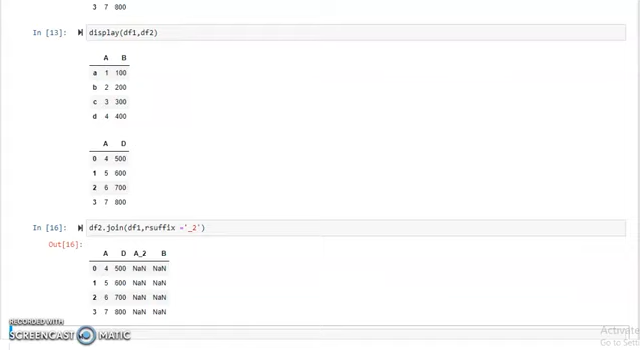 3 7 800
In [13]: display(df1,df2)
A B
a 1 100
b 2 200
c 3 300
d 4 400
A D
0 4 500
1 5 600
2 6 700
3 7 800
In [16]: df2.join(df1,rsuffix ='_2')
Out[16]:
A D A_2 B
0 4 500 NaN NaN
1 5 600 NaN NaN
2 6 700 NaN NaN
3 7 800 NaN NaN
RECORDED WITH
SCREENCAST MATIC
Activate
Go to Sett